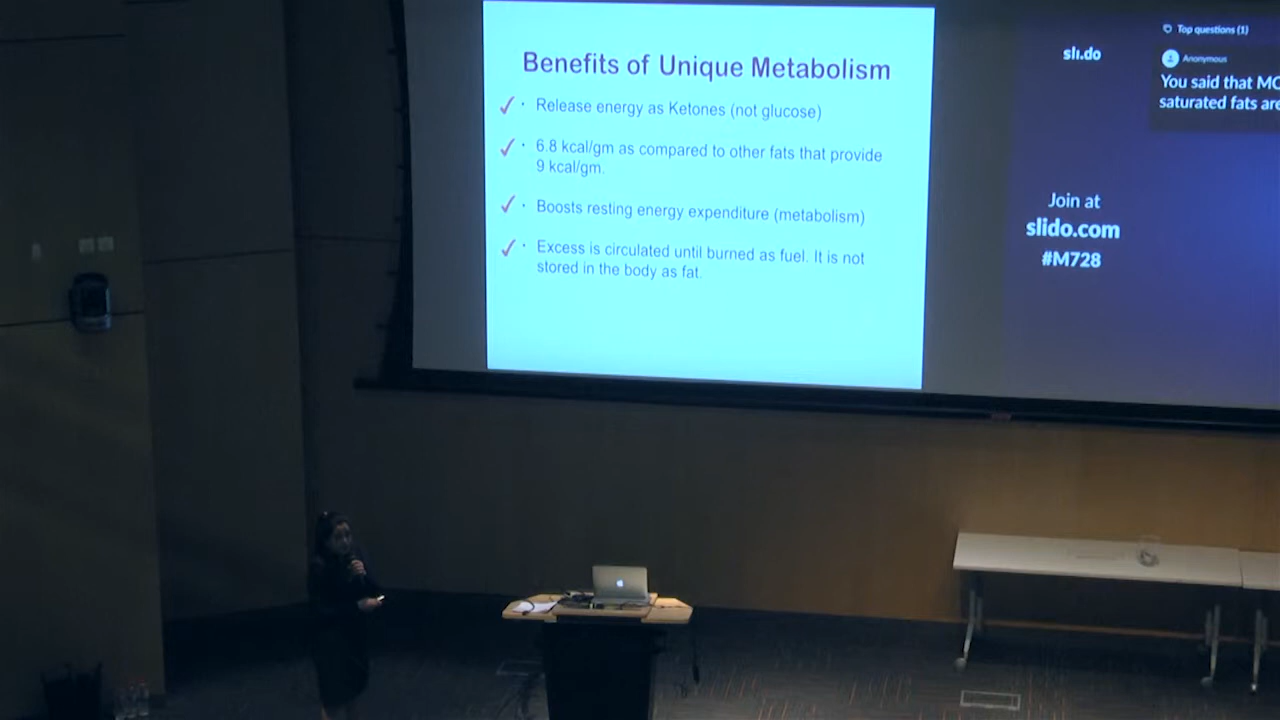 Benefits of Unique Metabolism
✓ · Release energy as Ketones (not glucose)
✓ · 6.8 kcal/gm as compared to other fats that provide
9 kcal/gm.
✓ · Boosts resting energy expenditure (metabolism)
✓ · Excess is circulated until burned as fuel. It is not
stored in the body as fat.
sli.do
Join at
slido.com
#M728
Top questions (1)
Anonymous
You said that MC
saturated fats are